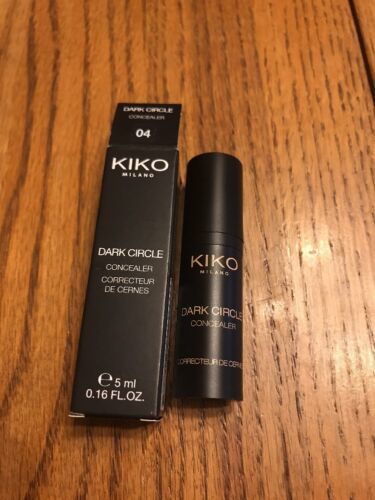 DARK CIRCLE
CONCEALER
04
KIKO
MILANO
DARK CIRCLE
CONCEALER
CORRECTEUR
DE CERNES
℮ 5 ml
0.16 FL.OZ.
KIKO
MILANO
DARK CIRCLE
CONCEALER
CORRECTEUR DE CERNES